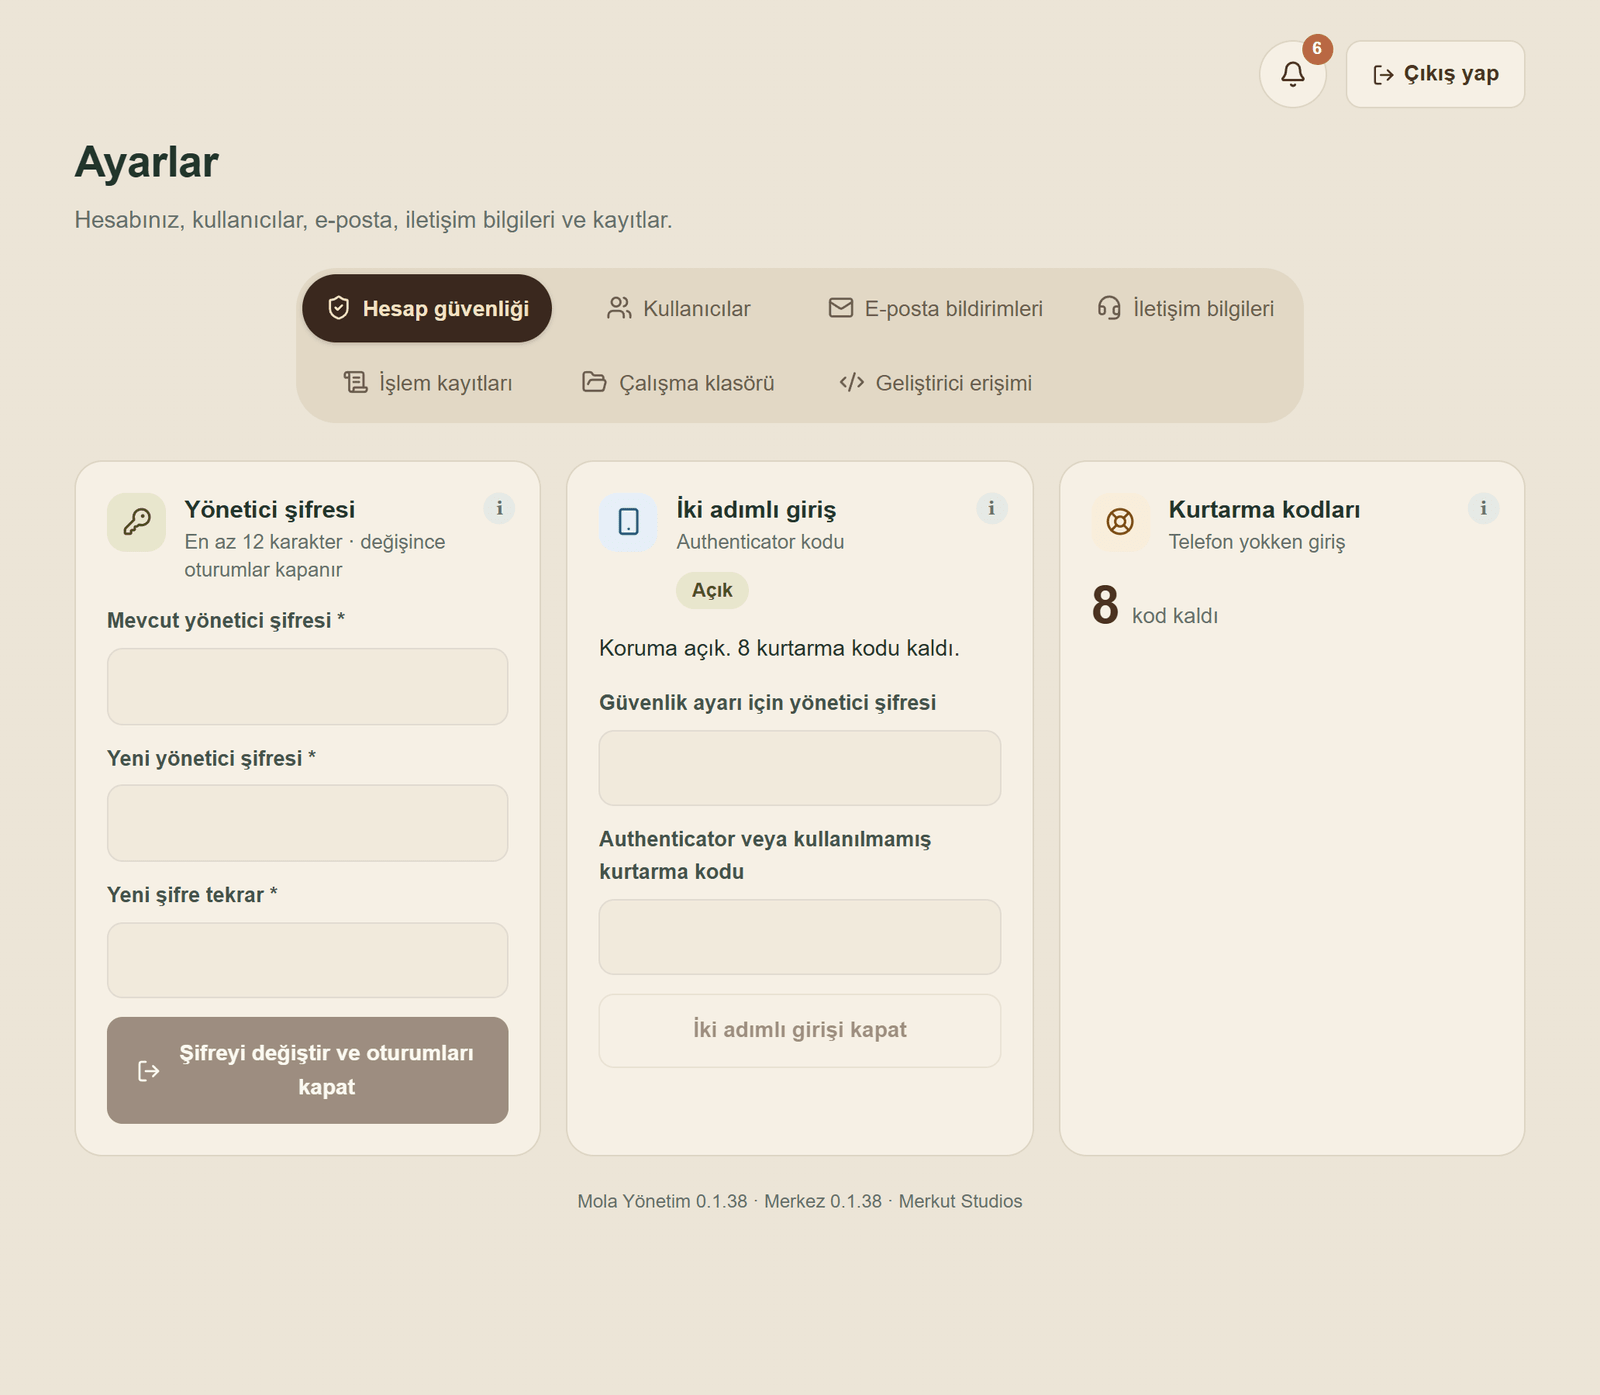 6
Çıkış yap
Ayarlar
Hesabınız, kullanıcılar, e-posta, iletişim bilgileri ve kayıtlar.
Hesap güvenliği
Kullanıcılar
E-posta bildirimleri
İletişim bilgileri
İşlem kayıtları
Çalışma klasörü
Geliştirici erişimi
Yönetici şifresi
i
En az 12 karakter · değişince
oturumlar kapanır
Mevcut yönetici şifresi *
Yeni yönetici şifresi *
Yeni şifre tekrar *
Şifreyi değiştir ve oturumları
kapat
İki adımlı giriş
i
Authenticator kodu
Açık
Koruma açık. 8 kurtarma kodu kaldı.
Güvenlik ayarı için yönetici şifresi
Authenticator veya kullanılmamış
kurtarma kodu
İki adımlı girişi kapat
Kurtarma kodları
i
Telefon yokken giriş
8 kod kaldı
Mola Yönetim 0.1.38 · Merkez 0.1.38 · Merkut Studios